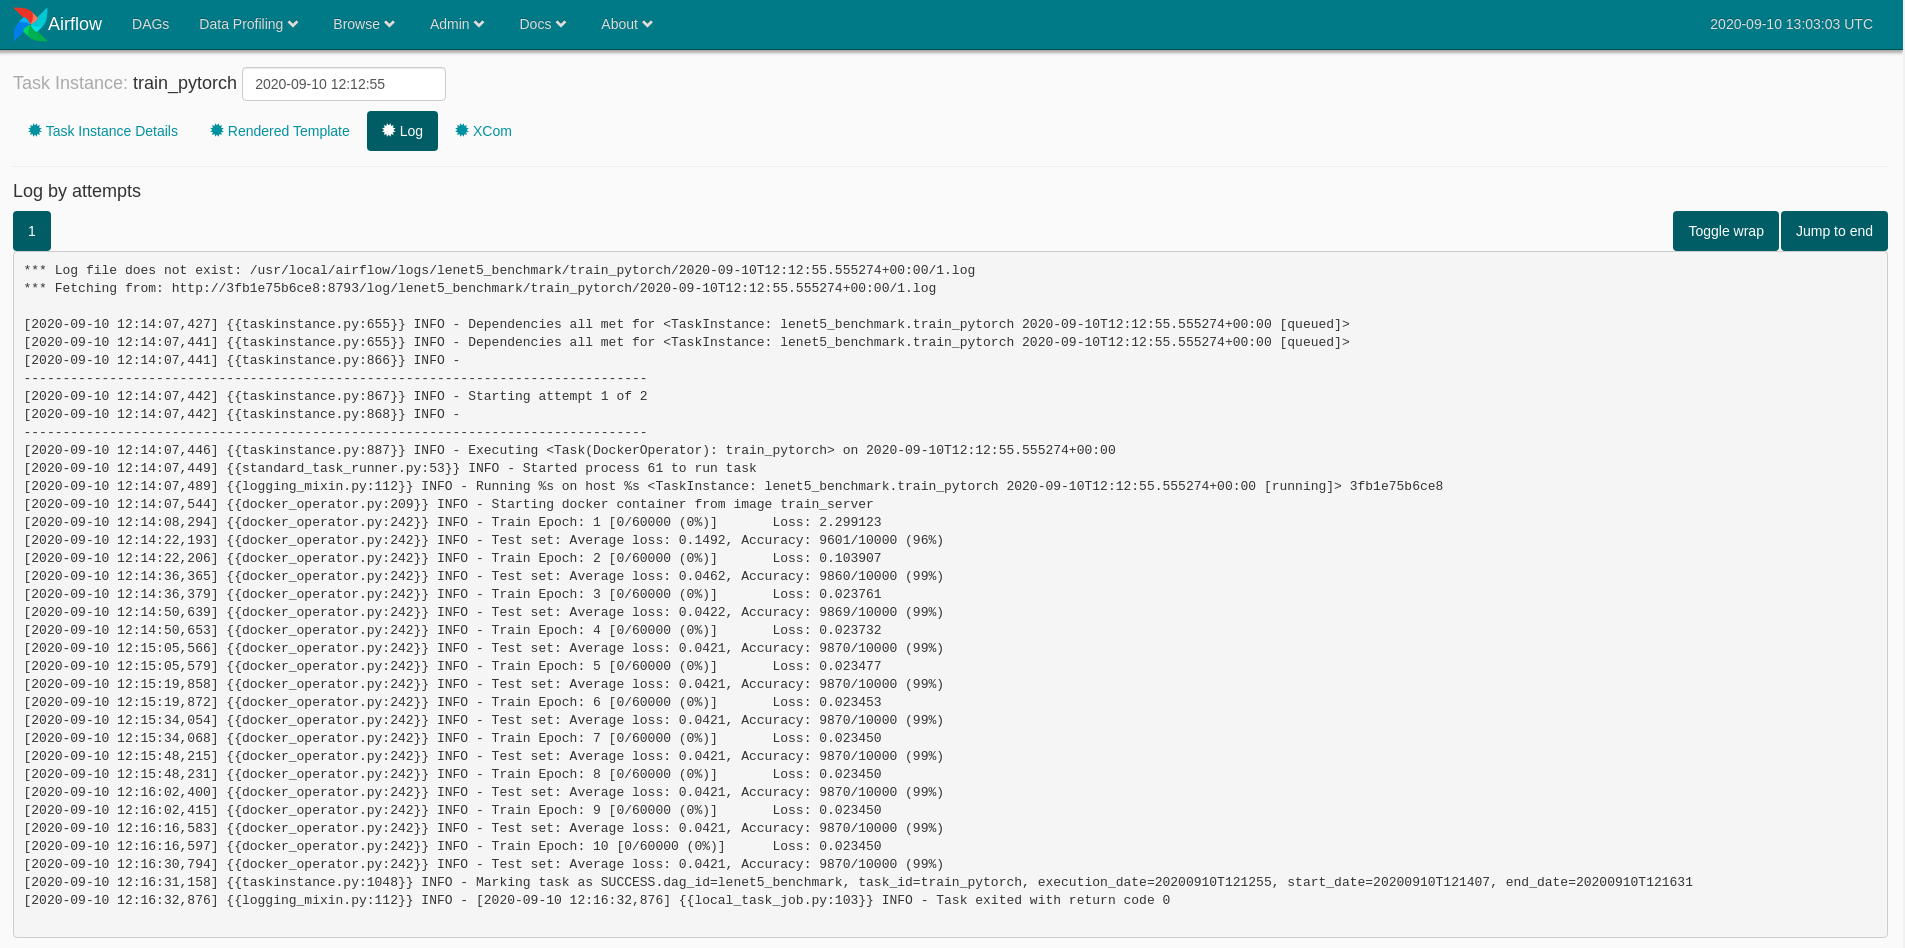 Airflow DAGs Data Profiling Browse Admin Docs About 2020-09-10 13:03:03 UTC
Task Instance: train_pytorch 2020-09-10 12:12:55
Task Instance Details Rendered Template Log XCom
Log by attempts
1 Toggle wrap Jump to end
*** Log file does not exist: /usr/local/airflow/logs/lenet5_benchmark/train_pytorch/2020-09-10T12:12:55.555274+00:00/1.log
*** Fetching from: http://3fb1e75b6ce8:8793/log/lenet5_benchmark/train_pytorch/2020-09-10T12:12:55.555274+00:00/1.log
[2020-09-10 12:14:07,427] {{taskinstance.py:655}} INFO - Dependencies all met for <TaskInstance: lenet5_benchmark.train_pytorch 2020-09-10T12:12:55.555274+00:00 [queued]>
[2020-09-10 12:14:07,441] {{taskinstance.py:655}} INFO - Dependencies all met for <TaskInstance: lenet5_benchmark.train_pytorch 2020-09-10T12:12:55.555274+00:00 [queued]>
[2020-09-10 12:14:07,441] {{taskinstance.py:866}} INFO -
--------------------------------------------------------------------------------
[2020-09-10 12:14:07,442] {{taskinstance.py:867}} INFO - Starting attempt 1 of 2
[2020-09-10 12:14:07,442] {{taskinstance.py:868}} INFO -
--------------------------------------------------------------------------------
[2020-09-10 12:14:07,446] {{taskinstance.py:887}} INFO - Executing <Task(DockerOperator): train_pytorch> on 2020-09-10T12:12:55.555274+00:00
[2020-09-10 12:14:07,449] {{standard_task_runner.py:53}} INFO - Started process 61 to run task
[2020-09-10 12:14:07,489] {{logging_mixin.py:112}} INFO - Running %s on host %s <TaskInstance: lenet5_benchmark.train_pytorch 2020-09-10T12:12:55.555274+00:00 [running]> 3fb1e75b6ce8
[2020-09-10 12:14:07,544] {{docker_operator.py:209}} INFO - Starting docker container from image train_server
[2020-09-10 12:14:08,294] {{docker_operator.py:242}} INFO - Train Epoch: 1 [0/60000 (0%)]       Loss: 2.299123
[2020-09-10 12:14:22,193] {{docker_operator.py:242}} INFO - Test set: Average loss: 0.1492, Accuracy: 9601/10000 (96%)
[2020-09-10 12:14:22,206] {{docker_operator.py:242}} INFO - Train Epoch: 2 [0/60000 (0%)]       Loss: 0.103907
[2020-09-10 12:14:36,365] {{docker_operator.py:242}} INFO - Test set: Average loss: 0.0462, Accuracy: 9860/10000 (99%)
[2020-09-10 12:14:36,379] {{docker_operator.py:242}} INFO - Train Epoch: 3 [0/60000 (0%)]       Loss: 0.023761
[2020-09-10 12:14:50,639] {{docker_operator.py:242}} INFO - Test set: Average loss: 0.0422, Accuracy: 9869/10000 (99%)
[2020-09-10 12:14:50,653] {{docker_operator.py:242}} INFO - Train Epoch: 4 [0/60000 (0%)]       Loss: 0.023732
[2020-09-10 12:15:05,566] {{docker_operator.py:242}} INFO - Test set: Average loss: 0.0421, Accuracy: 9870/10000 (99%)
[2020-09-10 12:15:05,579] {{docker_operator.py:242}} INFO - Train Epoch: 5 [0/60000 (0%)]       Loss: 0.023477
[2020-09-10 12:15:19,858] {{docker_operator.py:242}} INFO - Test set: Average loss: 0.0421, Accuracy: 9870/10000 (99%)
[2020-09-10 12:15:19,872] {{docker_operator.py:242}} INFO - Train Epoch: 6 [0/60000 (0%)]       Loss: 0.023453
[2020-09-10 12:15:34,054] {{docker_operator.py:242}} INFO - Test set: Average loss: 0.0421, Accuracy: 9870/10000 (99%)
[2020-09-10 12:15:34,068] {{docker_operator.py:242}} INFO - Train Epoch: 7 [0/60000 (0%)]       Loss: 0.023450
[2020-09-10 12:15:48,215] {{docker_operator.py:242}} INFO - Test set: Average loss: 0.0421, Accuracy: 9870/10000 (99%)
[2020-09-10 12:15:48,231] {{docker_operator.py:242}} INFO - Train Epoch: 8 [0/60000 (0%)]       Loss: 0.023450
[2020-09-10 12:16:02,400] {{docker_operator.py:242}} INFO - Test set: Average loss: 0.0421, Accuracy: 9870/10000 (99%)
[2020-09-10 12:16:02,415] {{docker_operator.py:242}} INFO - Train Epoch: 9 [0/60000 (0%)]       Loss: 0.023450
[2020-09-10 12:16:16,583] {{docker_operator.py:242}} INFO - Test set: Average loss: 0.0421, Accuracy: 9870/10000 (99%)
[2020-09-10 12:16:16,597] {{docker_operator.py:242}} INFO - Train Epoch: 10 [0/60000 (0%)]      Loss: 0.023450
[2020-09-10 12:16:30,794] {{docker_operator.py:242}} INFO - Test set: Average loss: 0.0421, Accuracy: 9870/10000 (99%)
[2020-09-10 12:16:31,158] {{taskinstance.py:1048}} INFO - Marking task as SUCCESS.dag_id=lenet5_benchmark, task_id=train_pytorch, execution_date=20200910T121255, start_date=20200910T121407, end_date=20200910T121631
[2020-09-10 12:16:32,876] {{logging_mixin.py:112}} INFO - [2020-09-10 12:16:32,876] {{local_task_job.py:103}} INFO - Task exited with return code 0